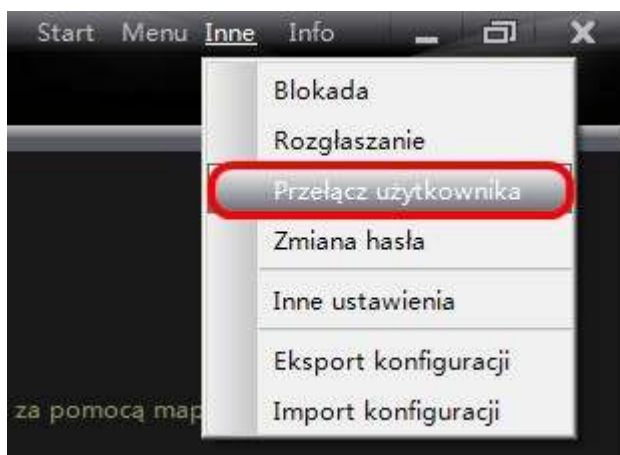 Start Menu Inne Info
Blokada
Rozgłaszanie
Przełącz użytkownika
Zmiana hasła
Inne ustawienia
Eksport konfiguracji
za pomocą map
Import konfiguracji